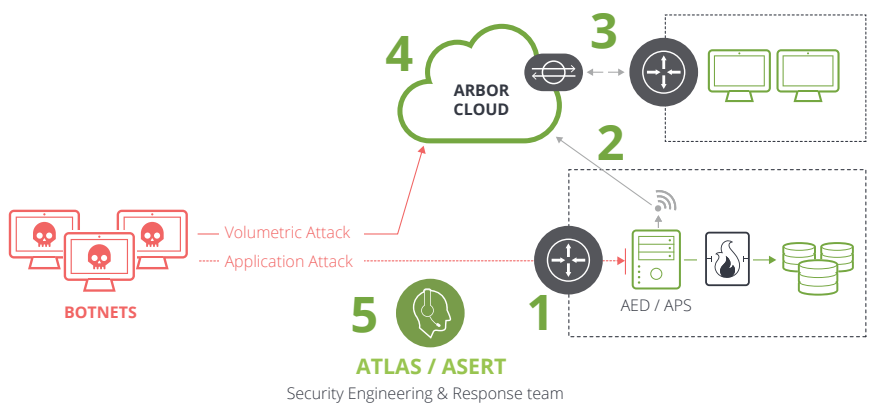 4
3
ARBOR
CLOUD
2
Volumetric Attack
Application Attack
BOTNETS
5
1
AED / APS
ATLAS / ASERT
Security Engineering & Response team